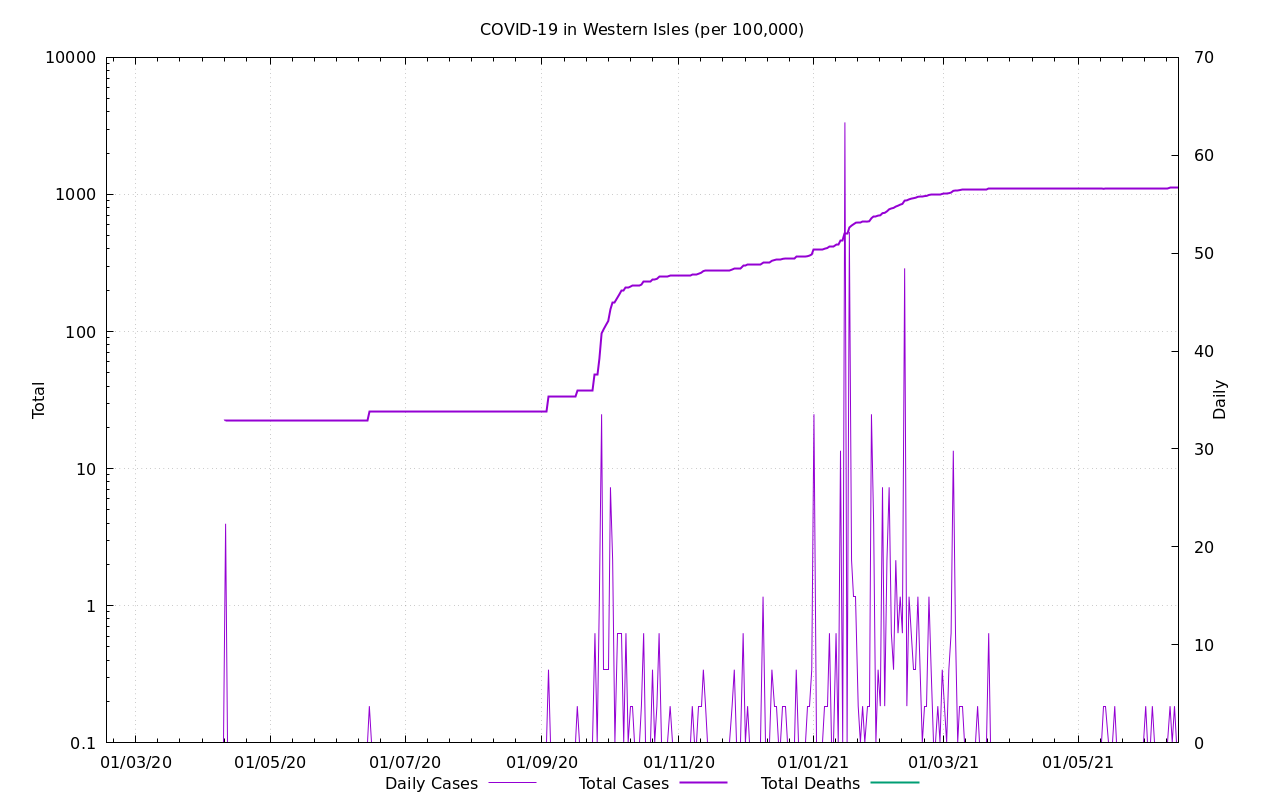 COVID-19 in Western Isles (per 100,000)
10000
1000
100
10
1
0.1
Total
70
60
50
40
30
20
10
0
Daily
01/03/20 01/05/20 01/07/20 01/09/20 01/11/20 01/01/21 01/03/21 01/05/21
Daily Cases Total Cases Total Deaths